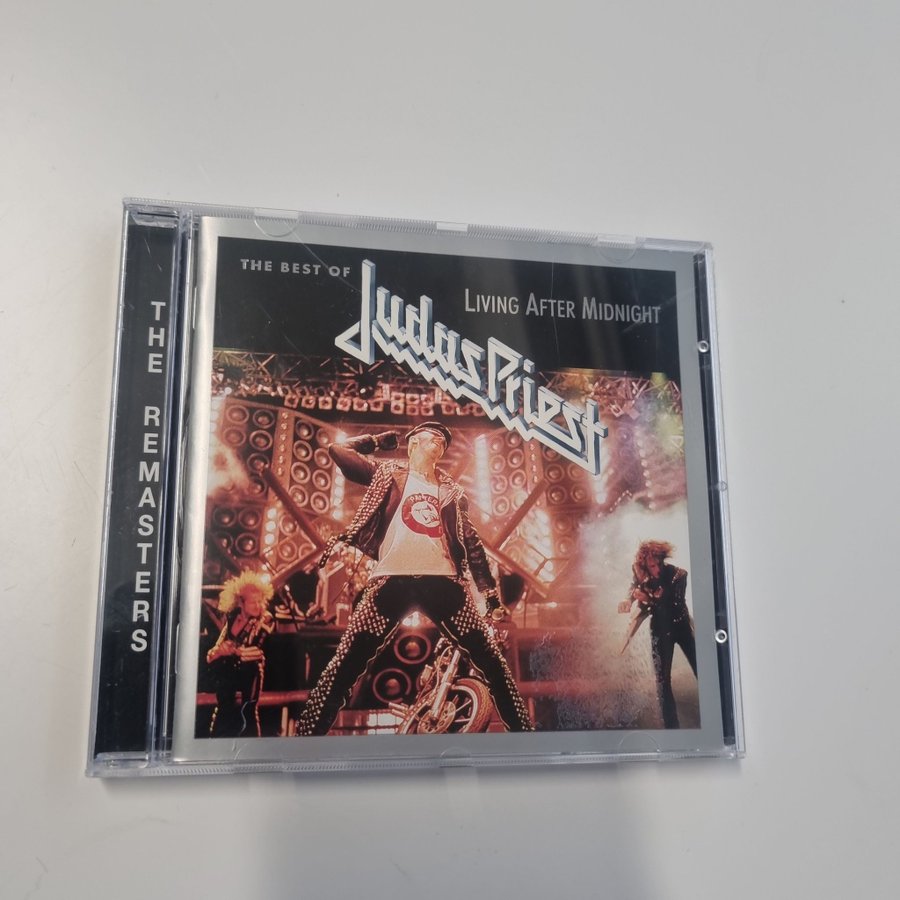 THE REMASTERS
THE BEST OF
Judas Priest
LIVING AFTER MIDNIGHT